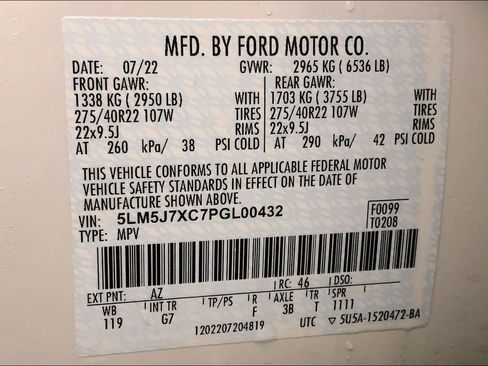 MFD. BY FORD MOTOR CO.
DATE: 07/22 GVWR: 2965 KG ( 6536 LB)
FRONT GAWR: REAR GAWR:
1338 KG ( 2950 LB) WITH 1703 KG ( 3755 LB) WITH
275/40R22 107W TIRES 275/40R22 107W TIRES
22x9.5J RIMS 22x9.5J RIMS
AT 260 kPa/ 38 PSI COLD AT 290 kPa/ 42 PSI COLD
THIS VEHICLE CONFORMS TO ALL APPLICABLE FEDERAL MOTOR
VEHICLE SAFETY STANDARDS IN EFFECT ON THE DATE OF
MANUFACTURE SHOWN ABOVE.
VIN: 5LM5J7XC7PGL00432 F0099
TYPE: MPV T0208
EXT PNT: AZ RC: 46 DSO:
WB INT TR TP/PS R AXLE TR SPR
119 G7 F 3B T 1111
1202207204819 UTC ▽ 5U5A-1520472-BA